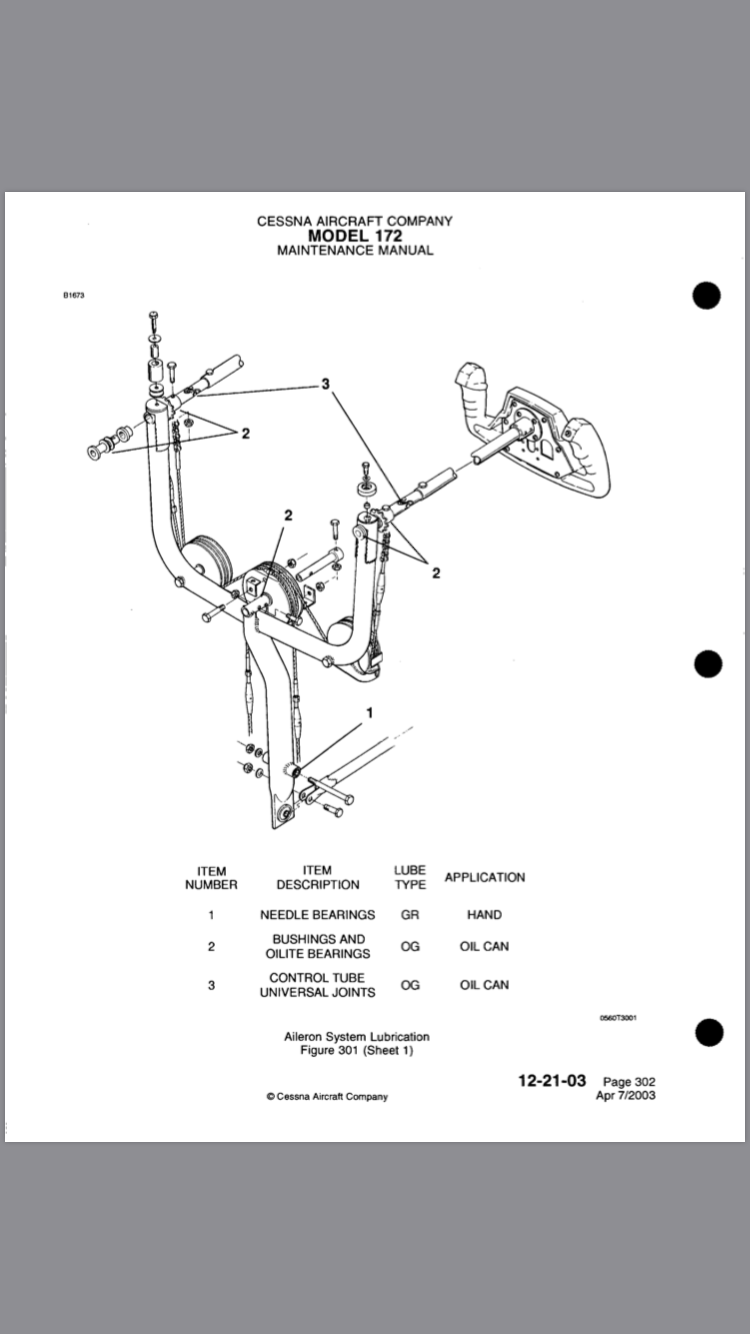 CESSNA AIRCRAFT COMPANY
MODEL 172
MAINTENANCE MANUAL
B1673
3
2
2
2
1
ITEM NUMBER ITEM DESCRIPTION LUBE TYPE APPLICATION
1 NEEDLE BEARINGS GR HAND
2 BUSHINGS AND OILITE BEARINGS OG OIL CAN
3 CONTROL TUBE UNIVERSAL JOINTS OG OIL CAN
0560T3001
Aileron System Lubrication
Figure 301 (Sheet 1)
12-21-03 Page 302
Apr 7/2003
© Cessna Aircraft Company